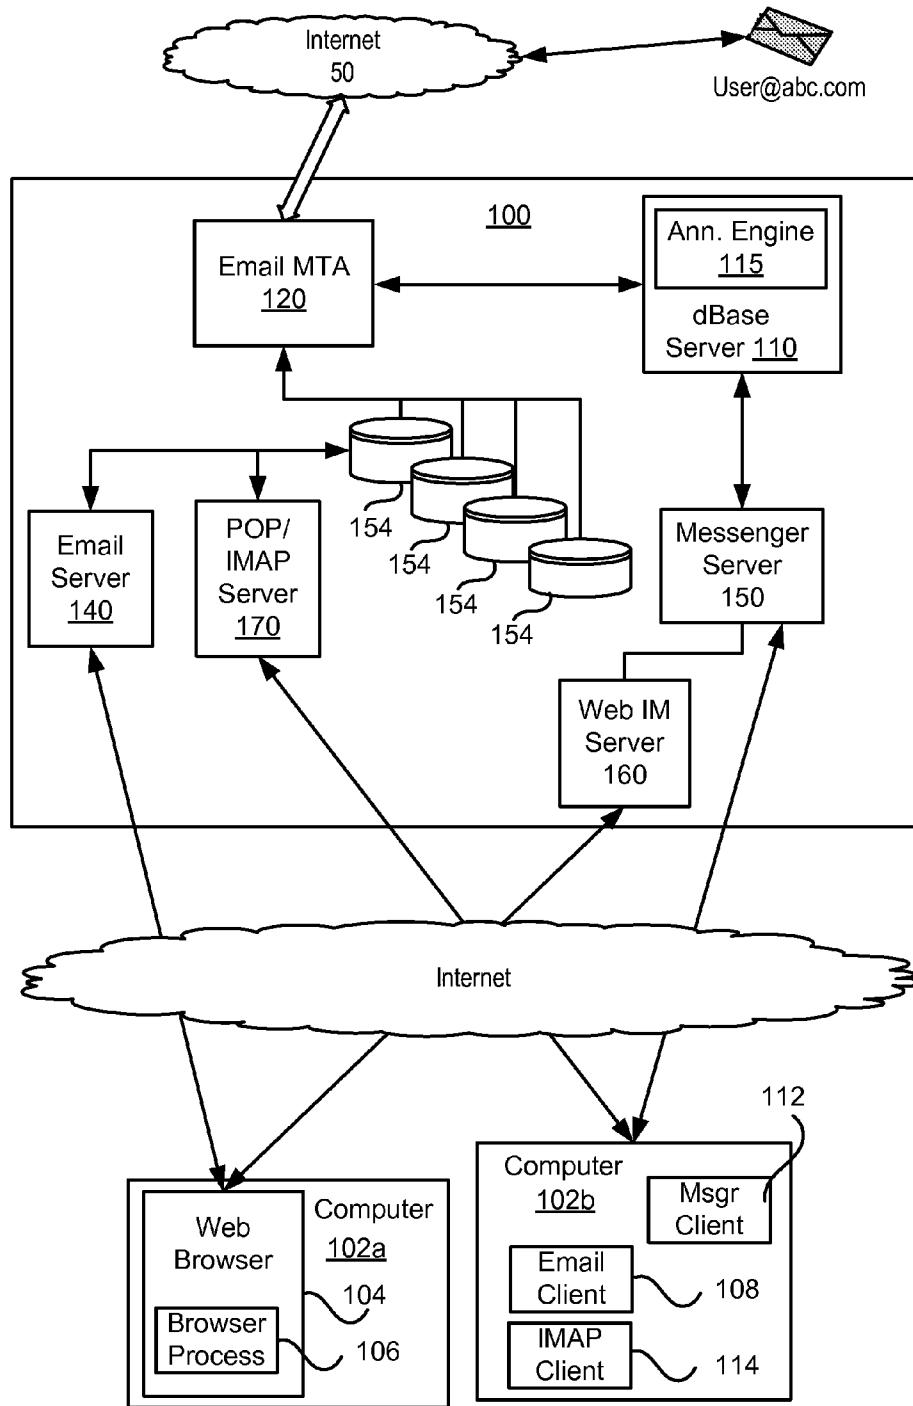 Internet
50
User@abc.com
100
Email MTA
120
Ann. Engine
115
dBase
Server 110
154
154
154
154
Email
Server
140
POP/
IMAP
Server
170
Messenger
Server
150
Web IM
Server
160
Internet
112
Computer
102b
Msgr
Client
Computer
102a
Web
Browser
104
Email
Client
108
Browser
Process
106
IMAP
Client
114